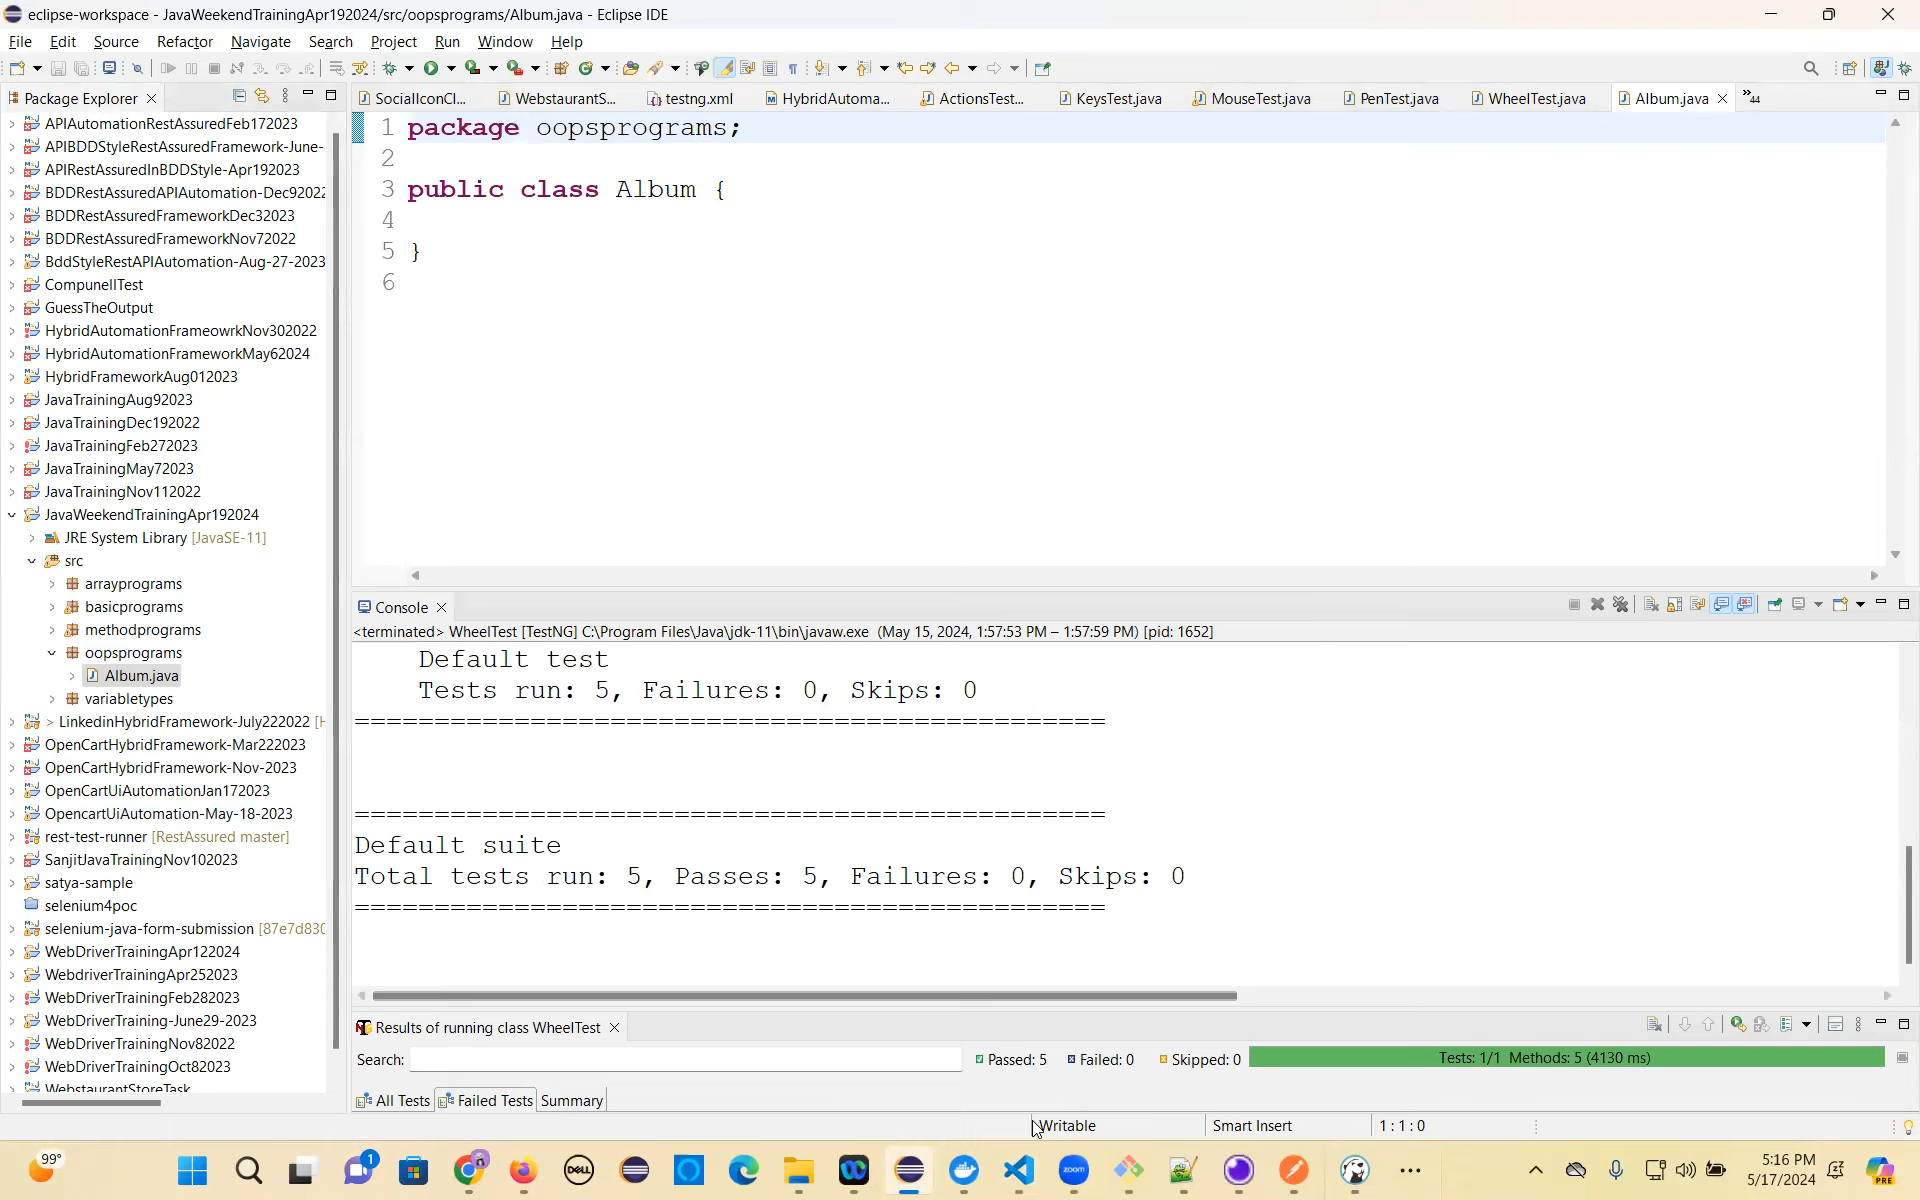 eclipse-workspace - JavaWeekendTrainingApr192024/src/oopsprograms/Album.java - Eclipse IDE
File Edit Source Refactor Navigate Search Project Run Window Help
Package Explorer
SocialIconCl... WebstaurantS... testng.xml HybridAutoma... ActionsTest... KeysTest.java MouseTest.java PenTest.java WheelTest.java Album.java »44
APIAutomationRestAssuredFeb172023
APIBDDStyleRestAssuredFramework-June-
APIRestAssuredInBDDStyle-Apr192023
BDDRestAssuredAPIAutomation-Dec92022
BDDRestAssuredFrameworkDec32023
BDDRestAssuredFrameworkNov72022
BddStyleRestAPIAutomation-Aug-27-2023
CompunellTest
GuessTheOutput
HybridAutomationFrameowrkNov302022
HybridAutomationFrameworkMay62024
HybridFrameworkAug012023
JavaTrainingAug92023
JavaTrainingDec192022
JavaTrainingFeb272023
JavaTrainingMay72023
JavaTrainingNov112022
JavaWeekendTrainingApr192024
JRE System Library [JavaSE-11]
src
arrayprograms
basicprograms
methodprograms
oopsprograms
Album.java
variabletypes
> LinkedinHybridFramework-July222022 [H
OpenCartHybridFramework-Mar222023
OpenCartHybridFramework-Nov-2023
OpenCartUiAutomationJan172023
OpencartUiAutomation-May-18-2023
rest-test-runner [RestAssured master]
SanjitJavaTrainingNov102023
satya-sample
selenium4poc
selenium-java-form-submission [87e7d830
WebDriverTrainingApr122024
WebdriverTrainingApr252023
WebDriverTrainingFeb282023
WebDriverTraining-June29-2023
WebDriverTrainingNov82022
WebDriverTrainingOct82023
WebstaurantStoreTask
1 package oopsprograms;
2
3 public class Album {
4
5 }
6
Console
<terminated> WheelTest [TestNG] C:\Program Files\Java\jdk-11\bin\javaw.exe (May 15, 2024, 1:57:53 PM – 1:57:59 PM) [pid: 1652]
Default test
Tests run: 5, Failures: 0, Skips: 0
===============================================
===============================================
Default suite
Total tests run: 5, Passes: 5, Failures: 0, Skips: 0
===============================================
Results of running class WheelTest
Search: Passed: 5 Failed: 0 Skipped: 0 Tests: 1/1 Methods: 5 (4130 ms)
All Tests Failed Tests Summary
Writable Smart Insert 1 : 1 : 0
99°
1
DELL
zoom
PRE
5:16 PM
5/17/2024